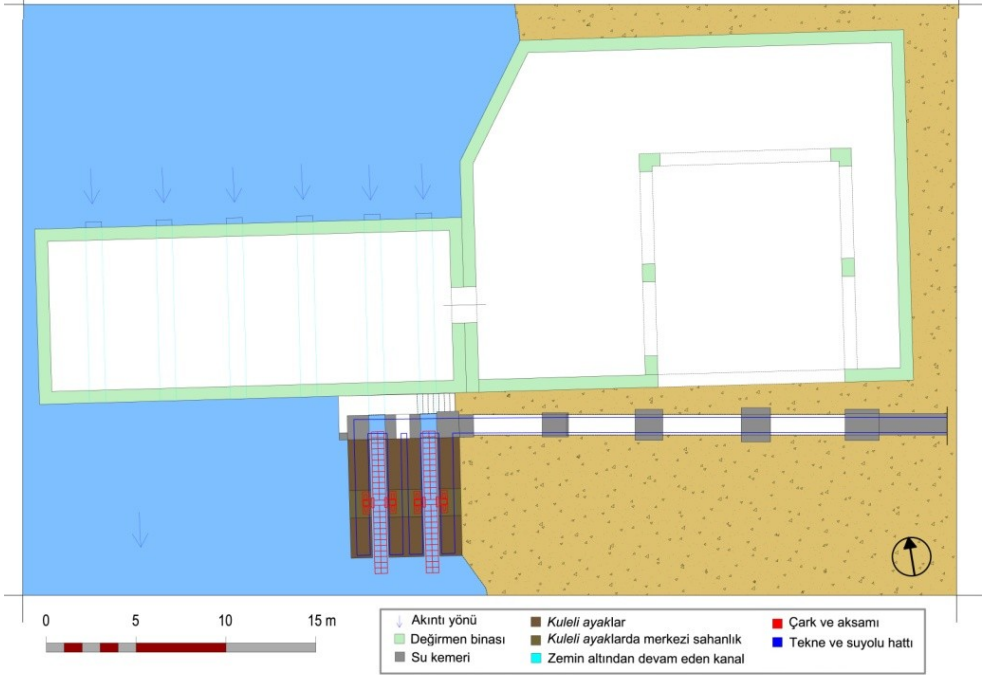 0 5 10 15 m
Akıntı yönü
Değirmen binası
Su kemeri
Kuleli ayaklar
Kuleli ayaklarda merkezi sahanlık
Zemin altından devam eden kanal
Çark ve aksamı
Tekne ve suyolu hattı